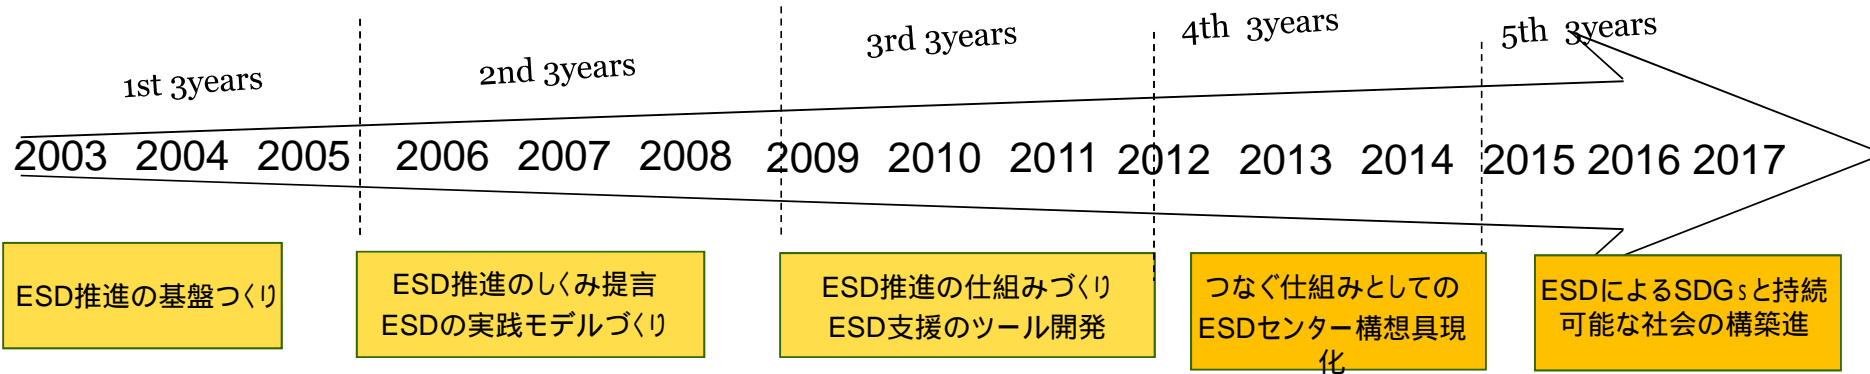 1st 3years
2nd 3years
3rd 3years
4th 3years
5th 3years
2003 2004 2005 2006 2007 2008 2009 2010 2011 2012 2013 2014 2015 2016 2017
ESD推進の基盤つくり
ESD推進のしくみ提言
ESDの実践モデルづくり
ESD推進の仕組みづくり
ESD支援のツール開発
つなぐ仕組みとしての
ESDセンター構想具現
化
ESDによるSDGsと持続
可能な社会の構築進